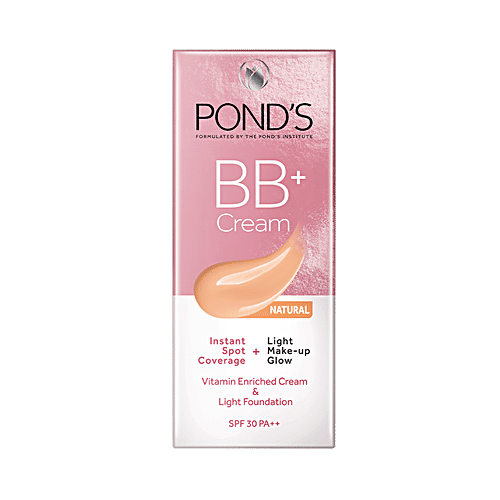 POND'S
FORMULATED BY THE POND'S INSTITUTE
BB+
Cream
NATURAL
Instant
Spot
Coverage
+
Light
Make-up
Glow
Vitamin Enriched Cream
&
Light Foundation
SPF 30 PA++